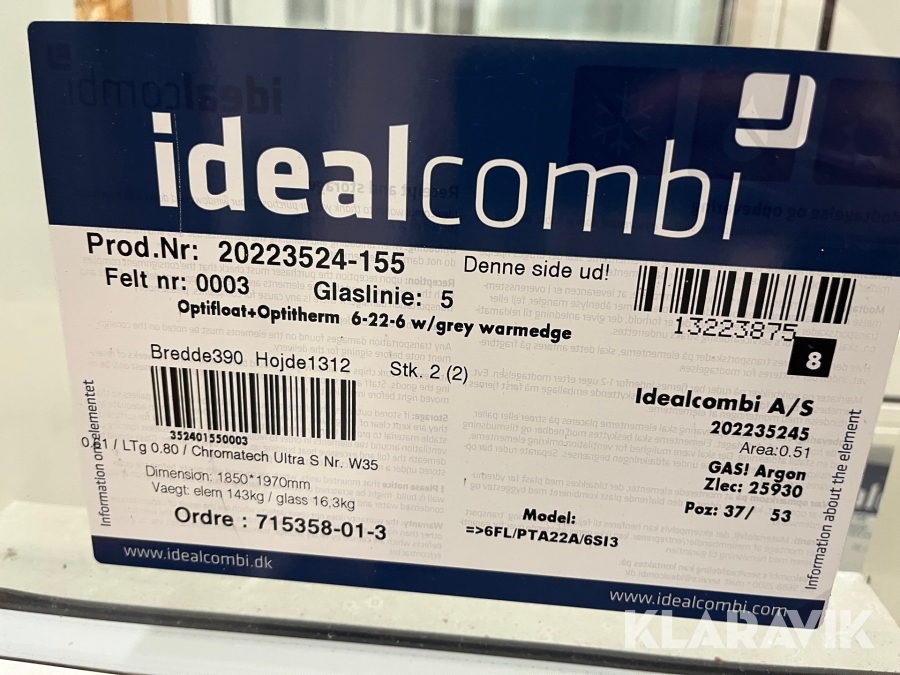 idealcombi
Prod.Nr: 20223524-155
Denne side ud!
Felt nr: 0003 Glaslinie: 5
13223875
Optifloat+Optitherm 6-22-6 w/grey warmedge
8
Bredde390 Hojde1312 Stk. 2 (2)
Idealcombi A/S
352401550003
202235245
/ LTg 0.80 / Chromatech Ultra S Nr. W35
Area:0.51
GAS! Argon
Dimension: 1850*1970mm
Zlec: 25930
Vaegt: elem 143kg / glass 16,3kg
Poz: 37/ 53
Ordre : 715358-01-3
Model:
=>6FL/PTA22A/6SI3
Information on elementet
Information about the element
www.idealcombi.dk
www.idealcombi.com
KLARAVIK